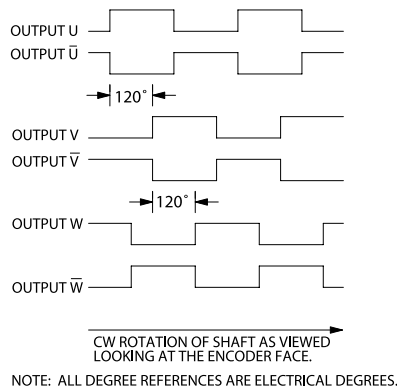 OUTPUT U
OUTPUT U̅
120°
OUTPUT V
OUTPUT V̅
120°
OUTPUT W
OUTPUT W̅
CW ROTATION OF SHAFT AS VIEWED
LOOKING AT THE ENCODER FACE.
NOTE: ALL DEGREE REFERENCES ARE ELECTRICAL DEGREES.